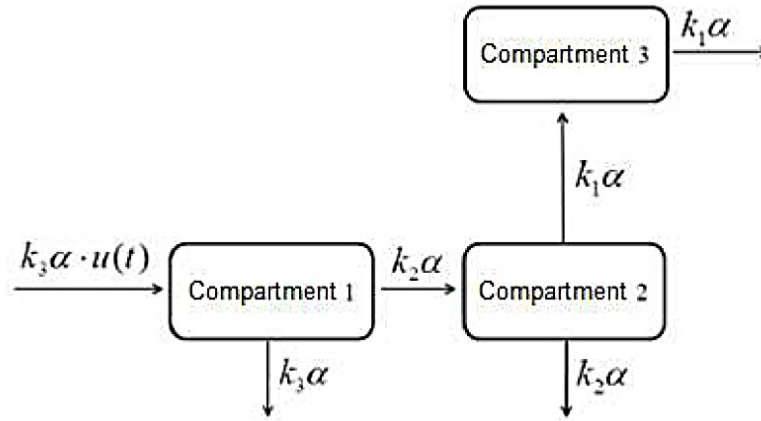 Compartment 3
k₁α
k₁α
k₃α · u(t)
Compartment 1
k₂α
Compartment 2
k₃α
k₂α